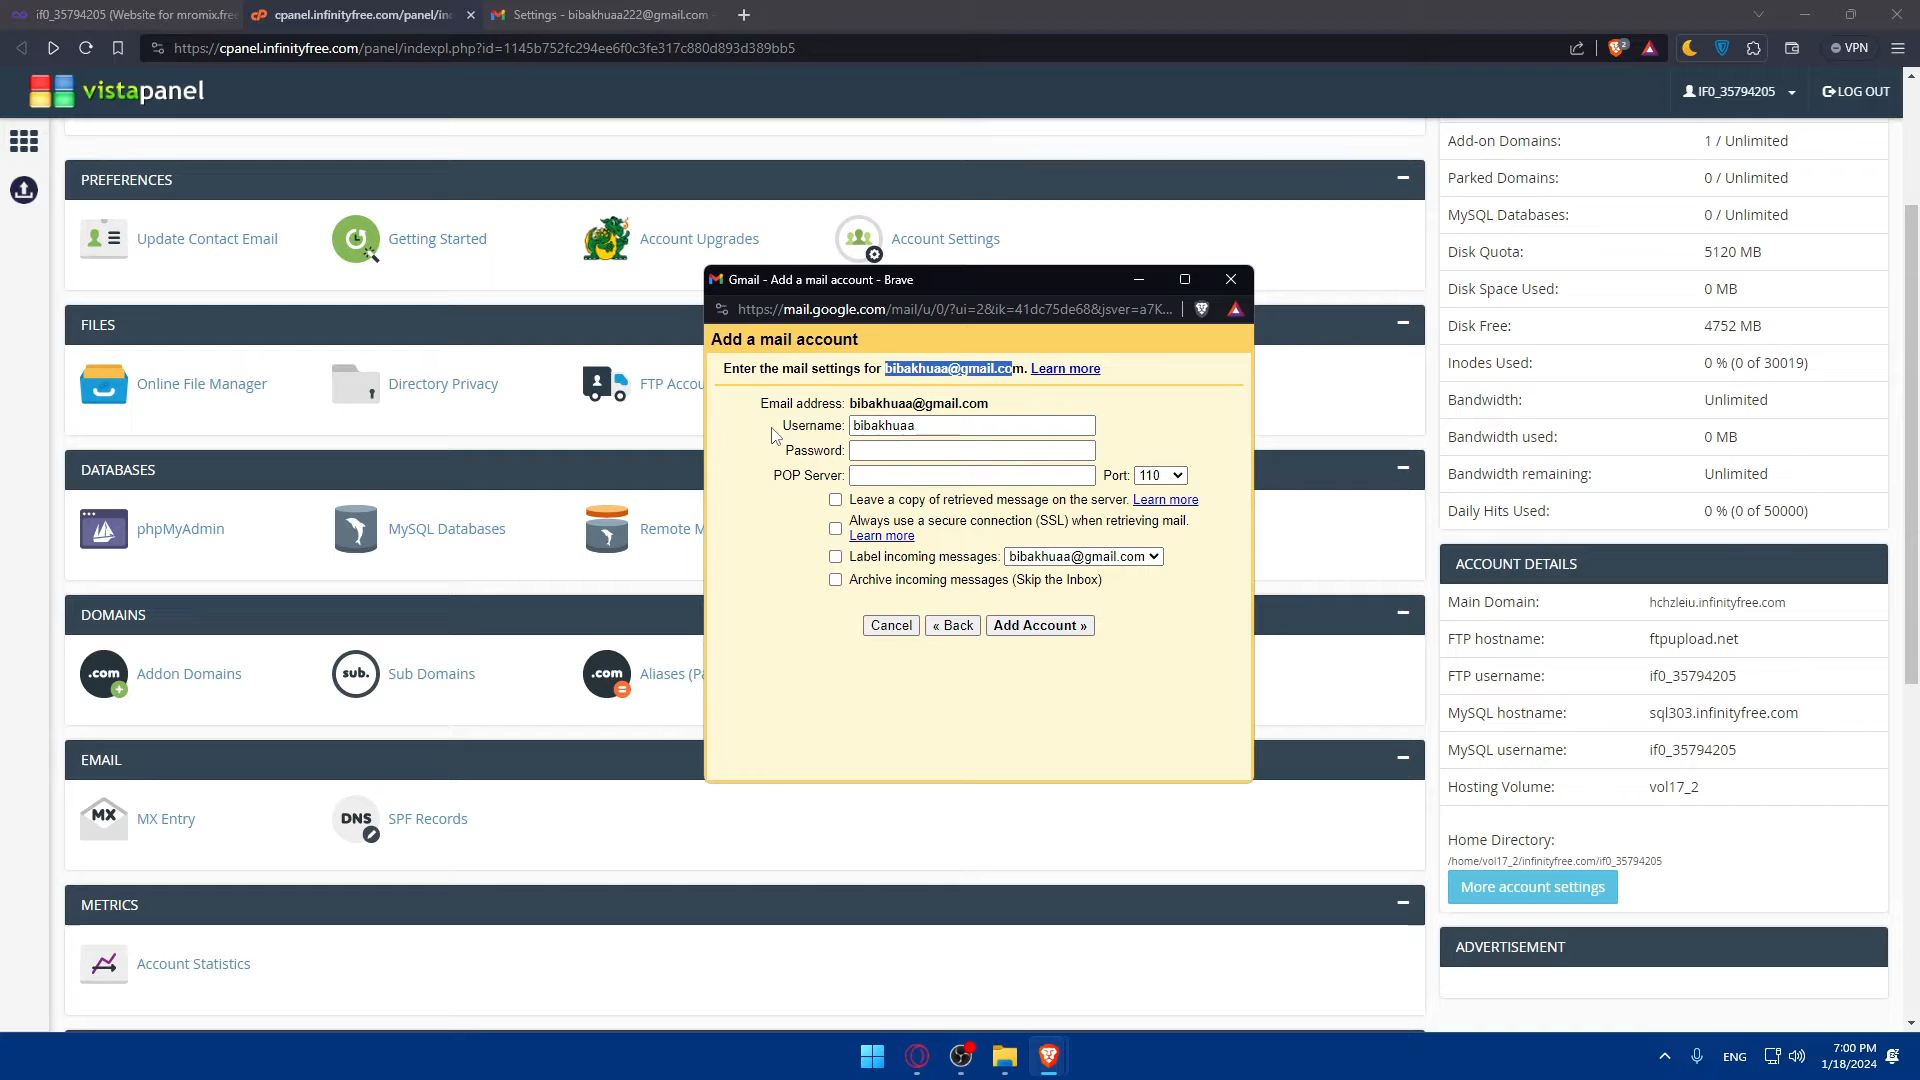 if0_35794205 (Website for mromix.free
cpanel.infinityfree.com/panel/in
Settings - bibakhuaa222@gmail.com
https://cpanel.infinityfree.com/panel/indexpl.php?id=1145b752fc294ee6f0c3fe317c880d893d389bb5
2
VPN
vistapanel
IF0_35794205
LOG OUT
PREFERENCES
Update Contact Email
Getting Started
Account Upgrades
Account Settings
FILES
Online File Manager
Directory Privacy
FTP Accou
DATABASES
phpMyAdmin
MySQL Databases
Remote M
DOMAINS
.com
Addon Domains
sub.
Sub Domains
.com
Aliases (Pa
EMAIL
MX
MX Entry
DNS
SPF Records
METRICS
Account Statistics
Gmail - Add a mail account - Brave
https://mail.google.com/mail/u/0/?ui=2&ik=41dc75de68&jsver=a7K...
Add a mail account
Enter the mail settings for bibakhuaa@gmail.com. Learn more
Email address: bibakhuaa@gmail.com
Username: bibakhuaa
Password:
POP Server: Port: 110
Leave a copy of retrieved message on the server. Learn more
Always use a secure connection (SSL) when retrieving mail.
Learn more
Label incoming messages: bibakhuaa@gmail.com
Archive incoming messages (Skip the Inbox)
Cancel « Back Add Account »
Add-on Domains: 1 / Unlimited
Parked Domains: 0 / Unlimited
MySQL Databases: 0 / Unlimited
Disk Quota: 5120 MB
Disk Space Used: 0 MB
Disk Free: 4752 MB
Inodes Used: 0 % (0 of 30019)
Bandwidth: Unlimited
Bandwidth used: 0 MB
Bandwidth remaining: Unlimited
Daily Hits Used: 0 % (0 of 50000)
ACCOUNT DETAILS
Main Domain: hchzleiu.infinityfree.com
FTP hostname: ftpupload.net
FTP username: if0_35794205
MySQL hostname: sql303.infinityfree.com
MySQL username: if0_35794205
Hosting Volume: vol17_2
Home Directory:
/home/vol17_2/infinityfree.com/if0_35794205
More account settings
ADVERTISEMENT
ENG
7:00 PM
1/18/2024